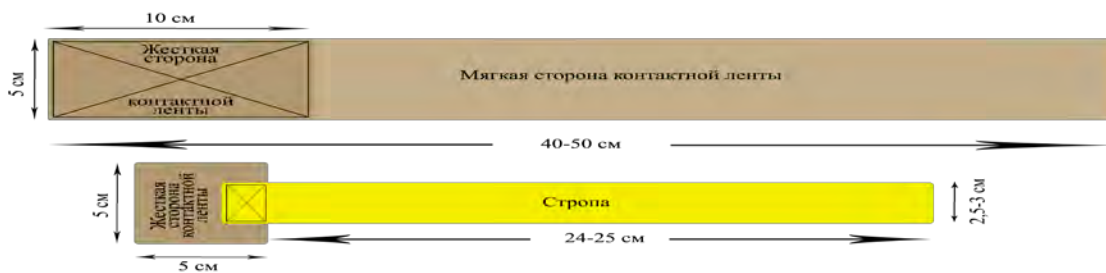 10 см
5 см
Жесткая
сторона
контактной
ленты
Мягкая сторона контактной ленты
40-50 см
5 см
Жесткая
сторона
контактной
ленты
Стропа
2,5-3 см
24-25 см
5 см